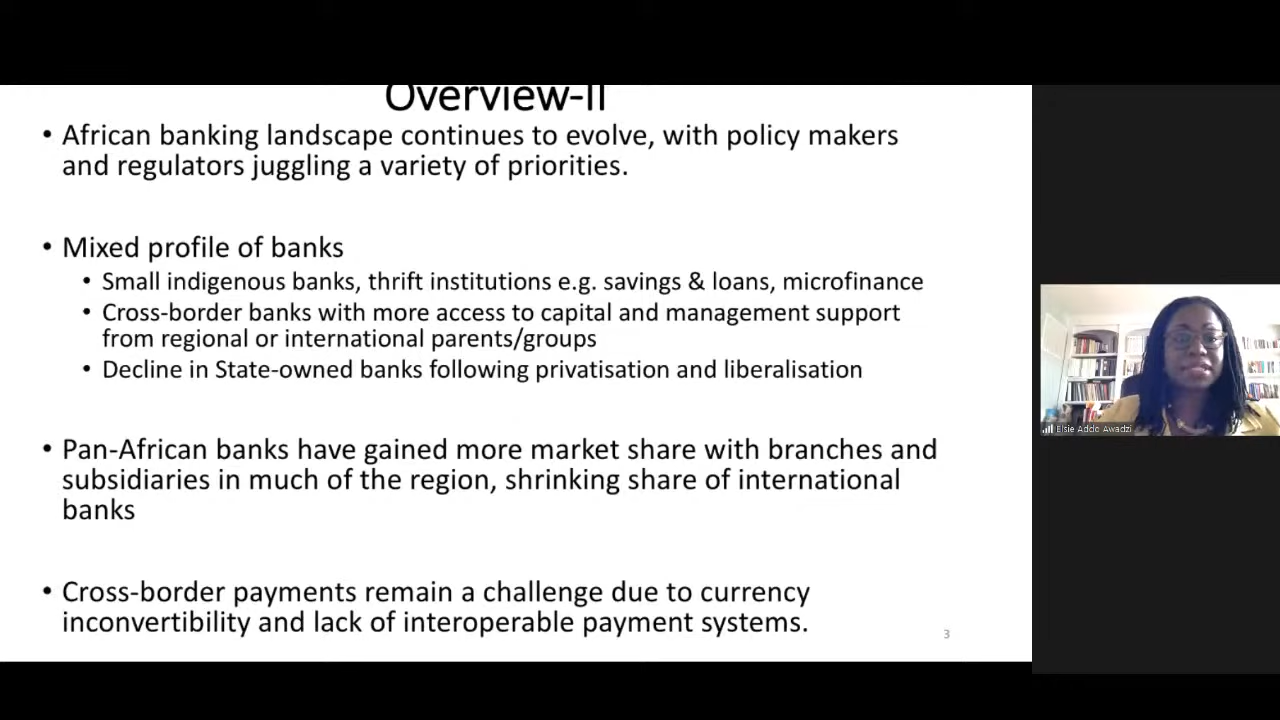 Overview-II
• African banking landscape continues to evolve, with policy makers
and regulators juggling a variety of priorities.
• Mixed profile of banks
• Small indigenous banks, thrift institutions e.g. savings & loans, microfinance
• Cross-border banks with more access to capital and management support
from regional or international parents/groups
• Decline in State-owned banks following privatisation and liberalisation
• Pan-African banks have gained more market share with branches and
subsidiaries in much of the region, shrinking share of international
banks
• Cross-border payments remain a challenge due to currency
inconvertibility and lack of interoperable payment systems.
3
Elsie Addo Awadzi